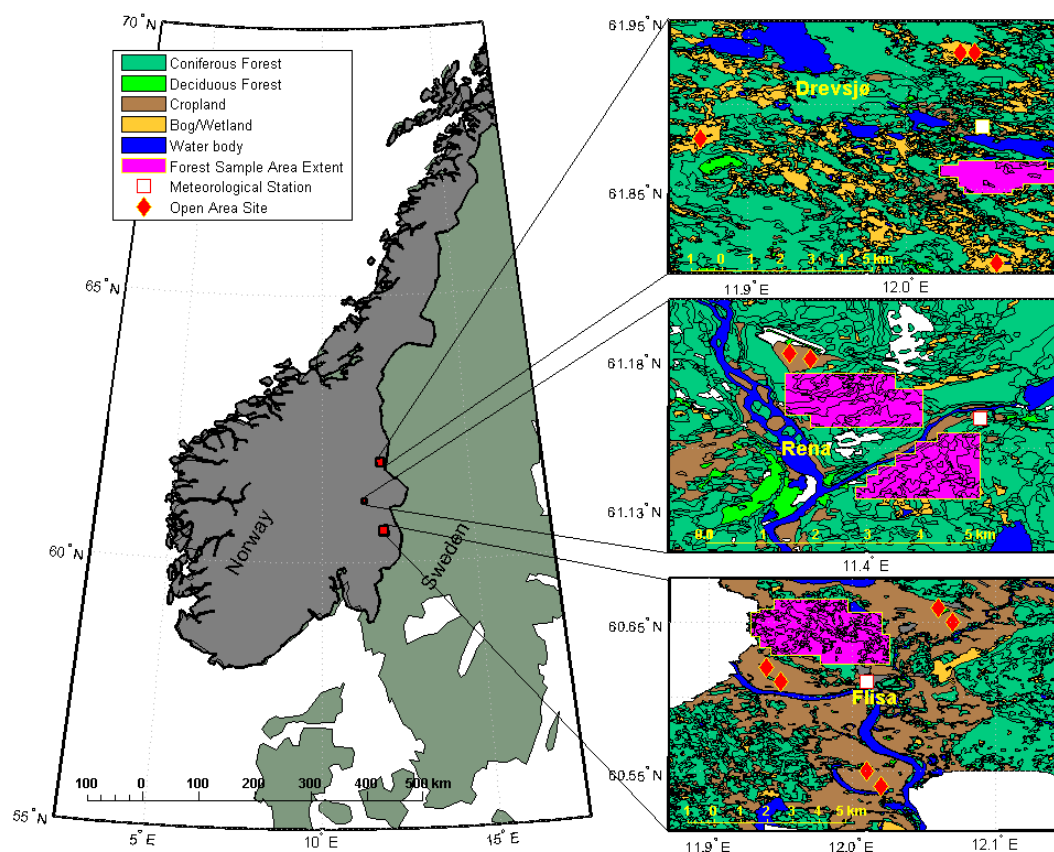 70°N
65°N
60°N
55°N
5°E
10°E
15°E
Coniferous Forest
Deciduous Forest
Cropland
Bog/Wetland
Water body
Forest Sample Area Extent
Meteorological Station
Open Area Site
Norway
Sweden
100 0 100 200 300 400 500 km
61.95°N
61.85°N
Drevsjø
1 0 1 2 3 4 5 km
11.9°E
12.0°E
61.18°N
61.13°N
Rena
1 2 3 4 5 km
11.4°E
60.65°N
60.55°N
Flisa
1 0 1 2 3 4 5 km
11.9°E
12.0°E
12.1°E